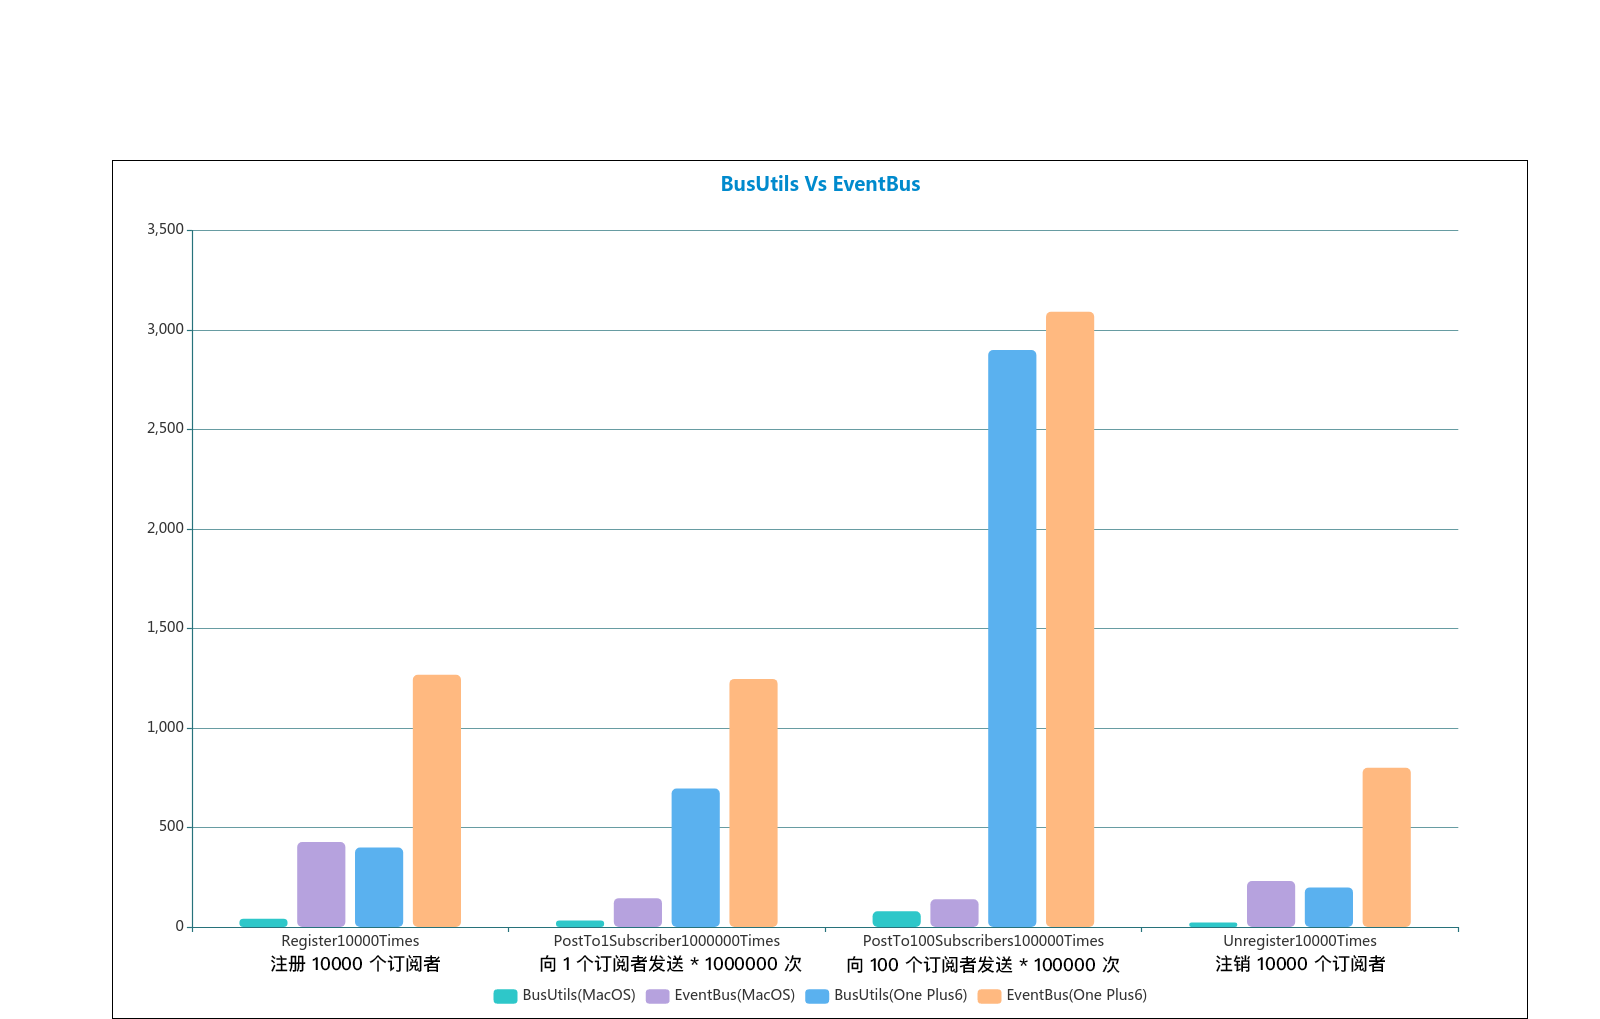 BusUtils Vs EventBus
3,500
3,000
2,500
2,000
1,500
1,000
500
0
Register10000Times
PostTo1Subscriber1000000Times
PostTo100Subscribers100000Times
Unregister10000Times
注册 10000 个订阅者
向 1 个订阅者发送 * 1000000 次
向 100 个订阅者发送 * 100000 次
注销 10000 个订阅者
BusUtils(MacOS)
EventBus(MacOS)
BusUtils(One Plus6)
EventBus(One Plus6)